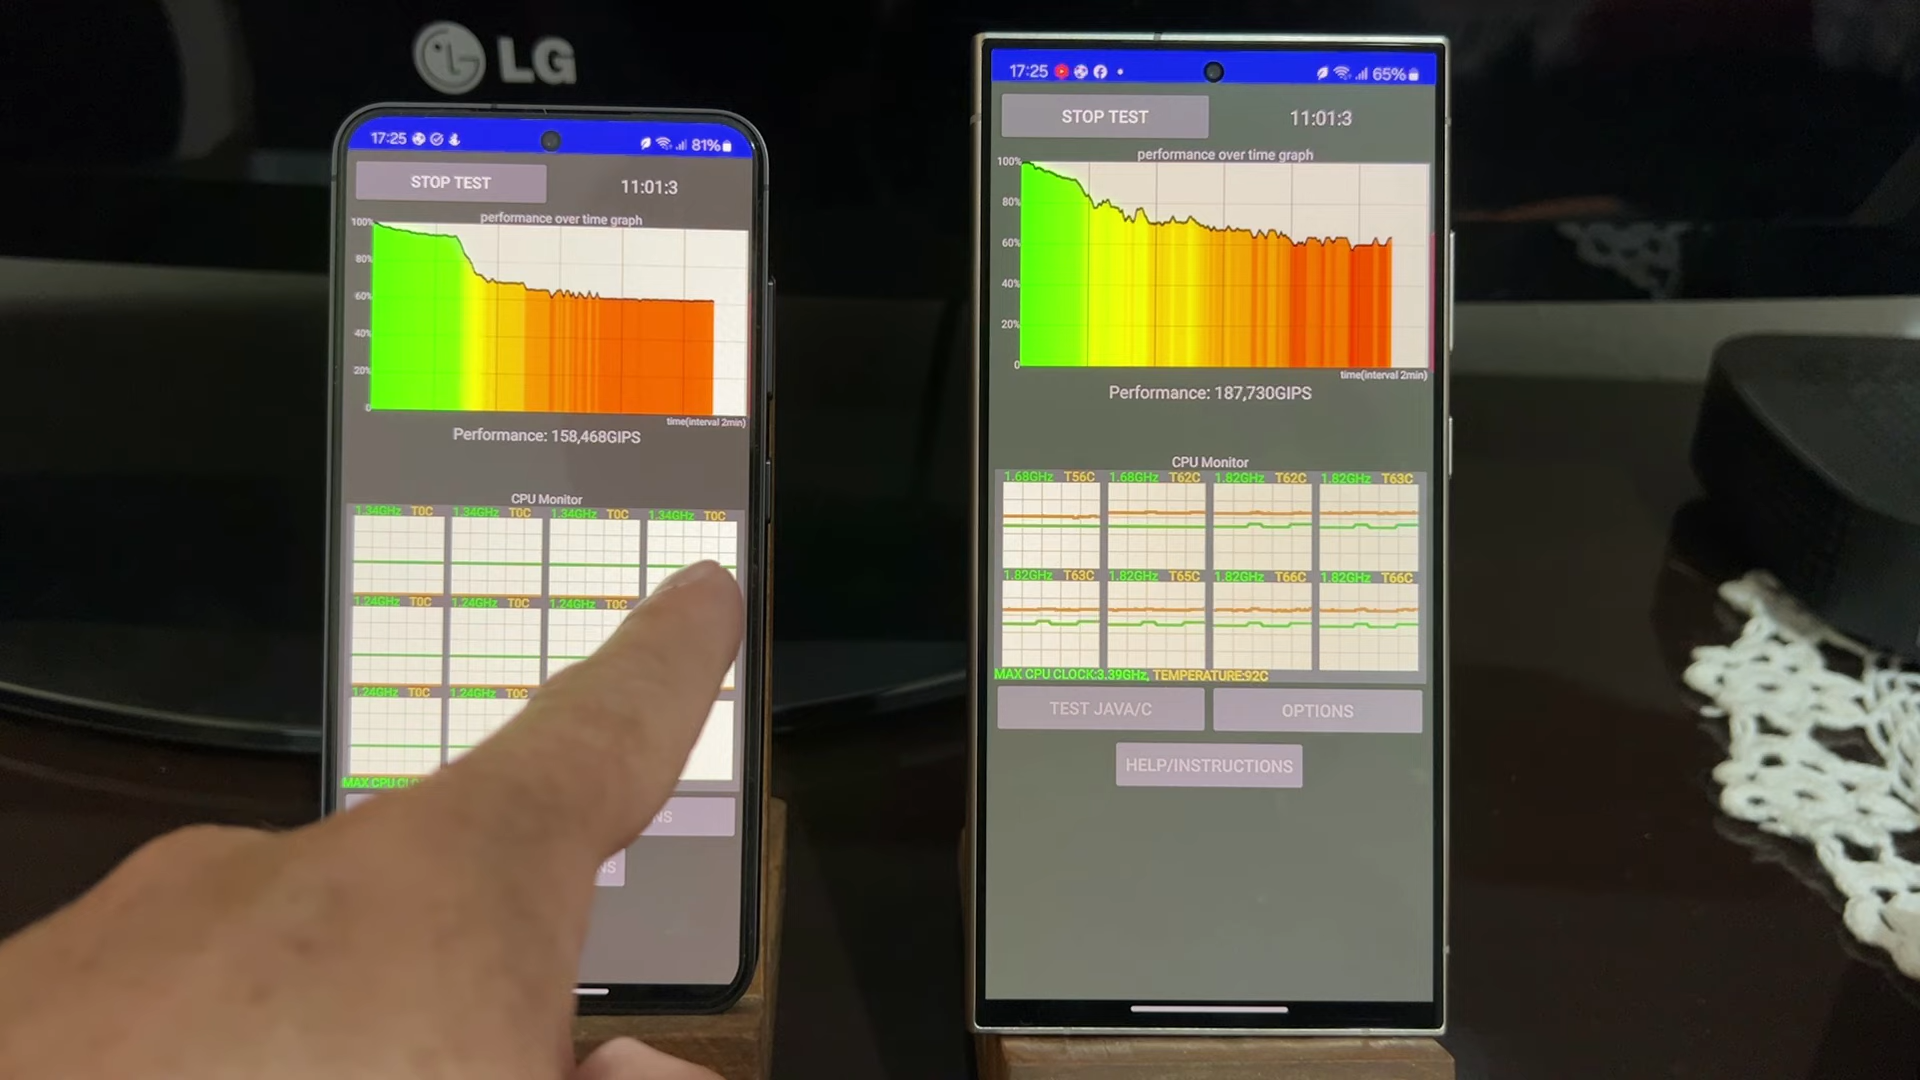 LG
17:25 81%
STOP TEST 11:01:3
performance over time graph
100%
80%
60%
40%
20%
0
time(interval 2min)
Performance: 158,468GIPS
CPU Monitor
1.34GHz T0C 1.34GHz T0C 1.34GHz T0C 1.34GHz T0C
1.24GHz T0C 1.24GHz T0C 1.24GHz T0C
1.24GHz T0C 1.24GHz T0C
MAX CPU
NS
NS
17:25 65%
STOP TEST 11:01:3
performance over time graph
100%
80%
60%
40%
20%
0
time(interval 2min)
Performance: 187,730GIPS
CPU Monitor
1.68GHz T56C 1.68GHz T62C 1.82GHz T62C 1.82GHz T63C
1.82GHz T63C 1.82GHz T65C 1.82GHz T66C 1.82GHz T66C
MAX CPU CLOCK:3.39GHz, TEMPERATURE:92C
TEST JAVA/C OPTIONS
HELP/INSTRUCTIONS